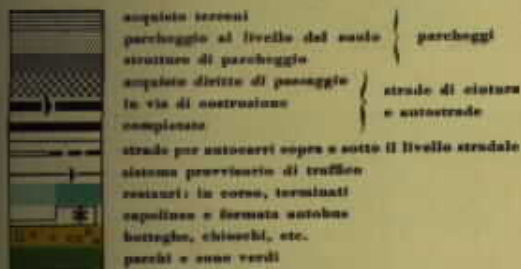 acquisto terreni
parcheggio al livello del suolo
strutture di parcheggio
parcheggi
acquisto diritto di passaggio
in via di costruzione
completate
strade di cintura
e autostrade
strade per autocarri sopra e sotto il livello stradale
sistema provvisorio di traffico
restauri: in corso, terminati
capolinea e fermata autobus
botteghe, chioschi, etc.
parchi e zone verdi